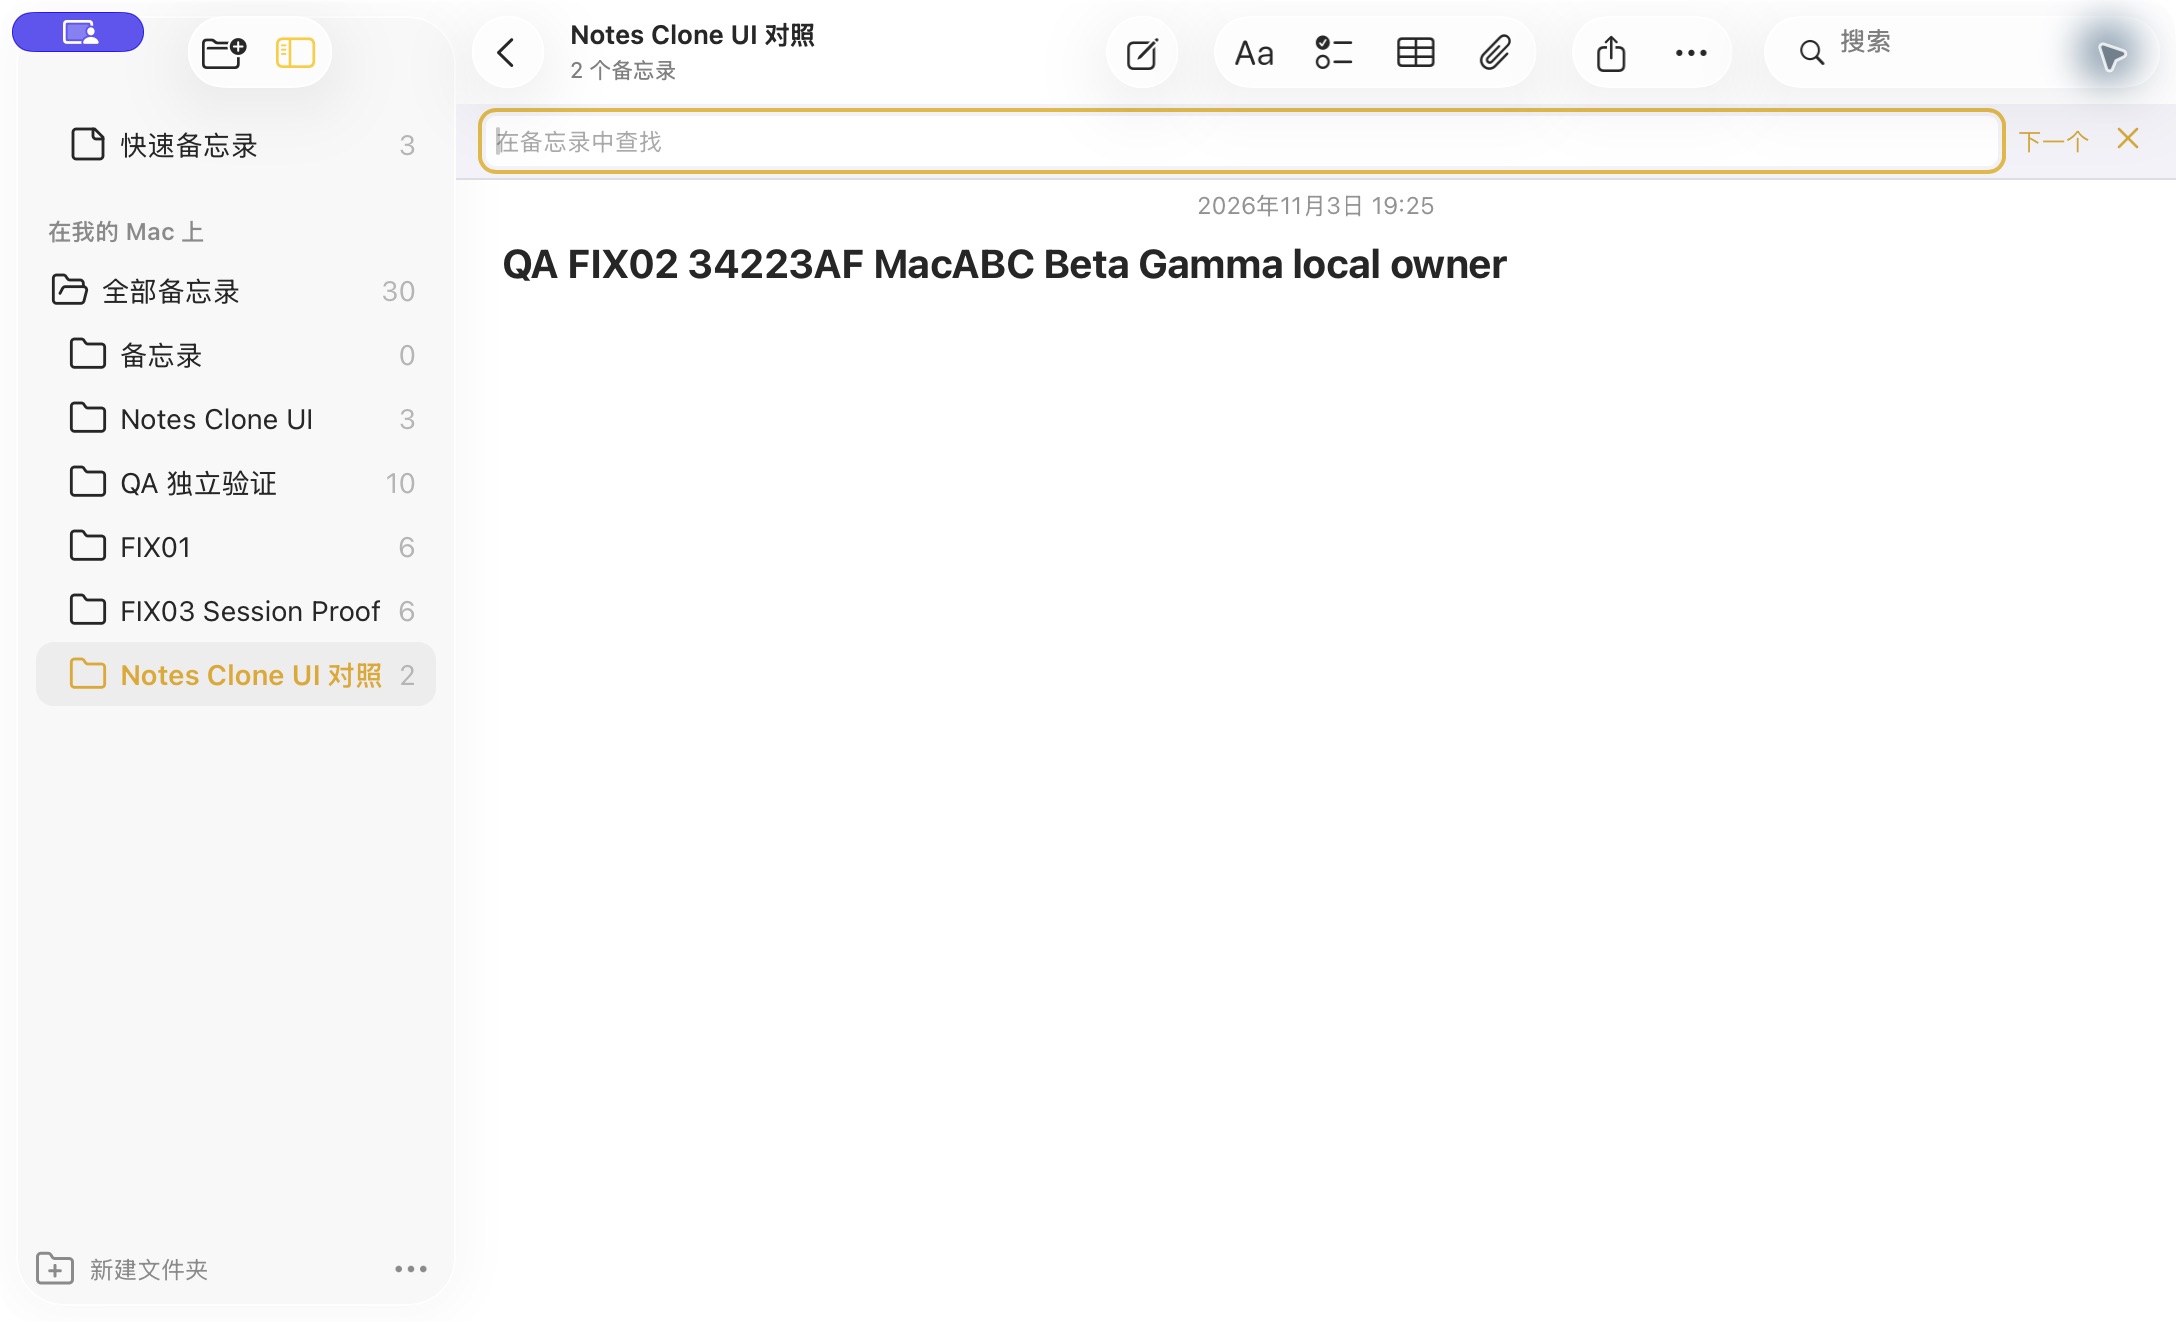 Notes Clone UI 对照
2 个备忘录
Aa
搜索
快速备忘录 3
在我的 Mac 上
全部备忘录 30
备忘录 0
Notes Clone UI 3
QA 独立验证 10
FIX01 6
FIX03 Session Proof 6
Notes Clone UI 对照 2
新建文件夹
在备忘录中查找
下一个
2026年11月3日 19:25
QA FIX02 34223AF MacABC Beta Gamma local owner